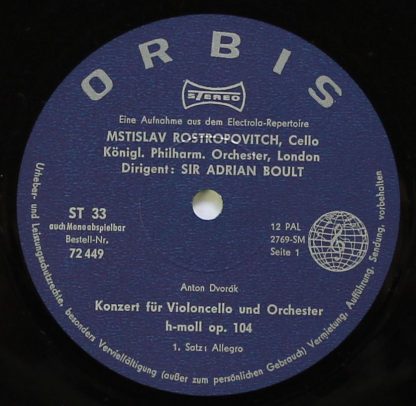 ORBIS
STEREO
Eine Aufnahme aus dem Electrola-Repertoire
MSTISLAV ROSTROPOVITCH, Cello
Königl. Philharm. Orchester, London
Dirigent: SIR ADRIAN BOULT
ST 33
auch Mono abspielbar
Bestell-Nr.
72 449
12 PAL
2769-SM
Seite 1
Anton Dvorák
Konzert für Violoncello und Orchester
h-moll op. 104
1. Satz: Allegro
Urheber- und Leistungsschutzrechte, besonders Vervielfältigung (außer zum persönlichen Gebrauch) Vermietung, Aufführung, Sendung, vorbehalten